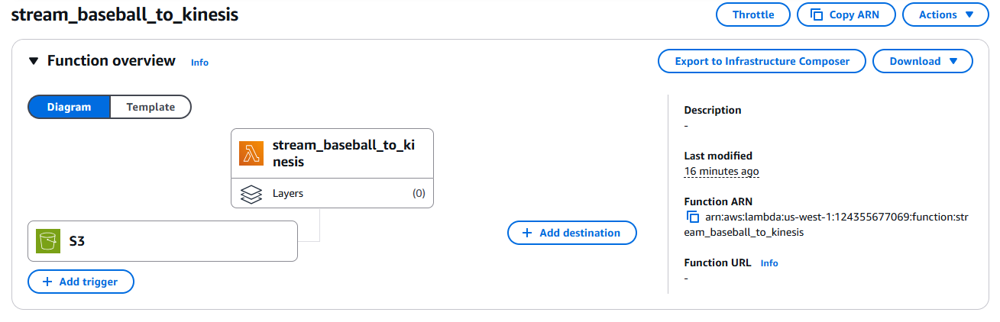 stream_baseball_to_kinesis
Throttle
Copy ARN
Actions
Function overview
Info
Export to Infrastructure Composer
Download
Diagram
Template
stream_baseball_to_ki
nesis
Layers
(0)
S3
+ Add destination
+ Add trigger
Description
-
Last modified
16 minutes ago
Function ARN
arn:aws:lambda:us-west-1:124355677069:function:str
eam_baseball_to_kinesis
Function URL
Info
-